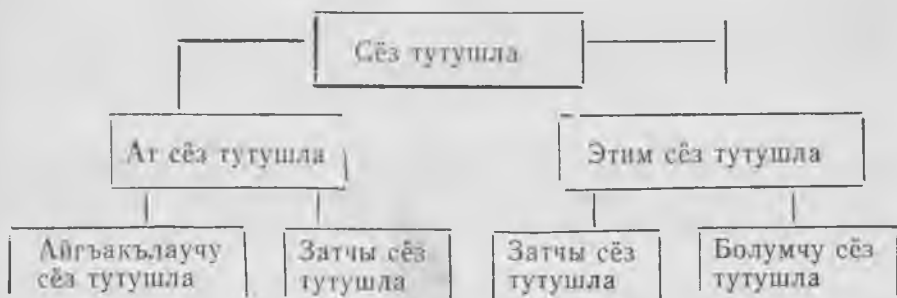 Сёз тутушла
Ат сёз тутушла
Этим сёз тутушла
Айгъакълаучу
сёз тутушла
Затчы сёз
тутушла
Затчы сёз
тутушла
Болумчу сёз
тутушла